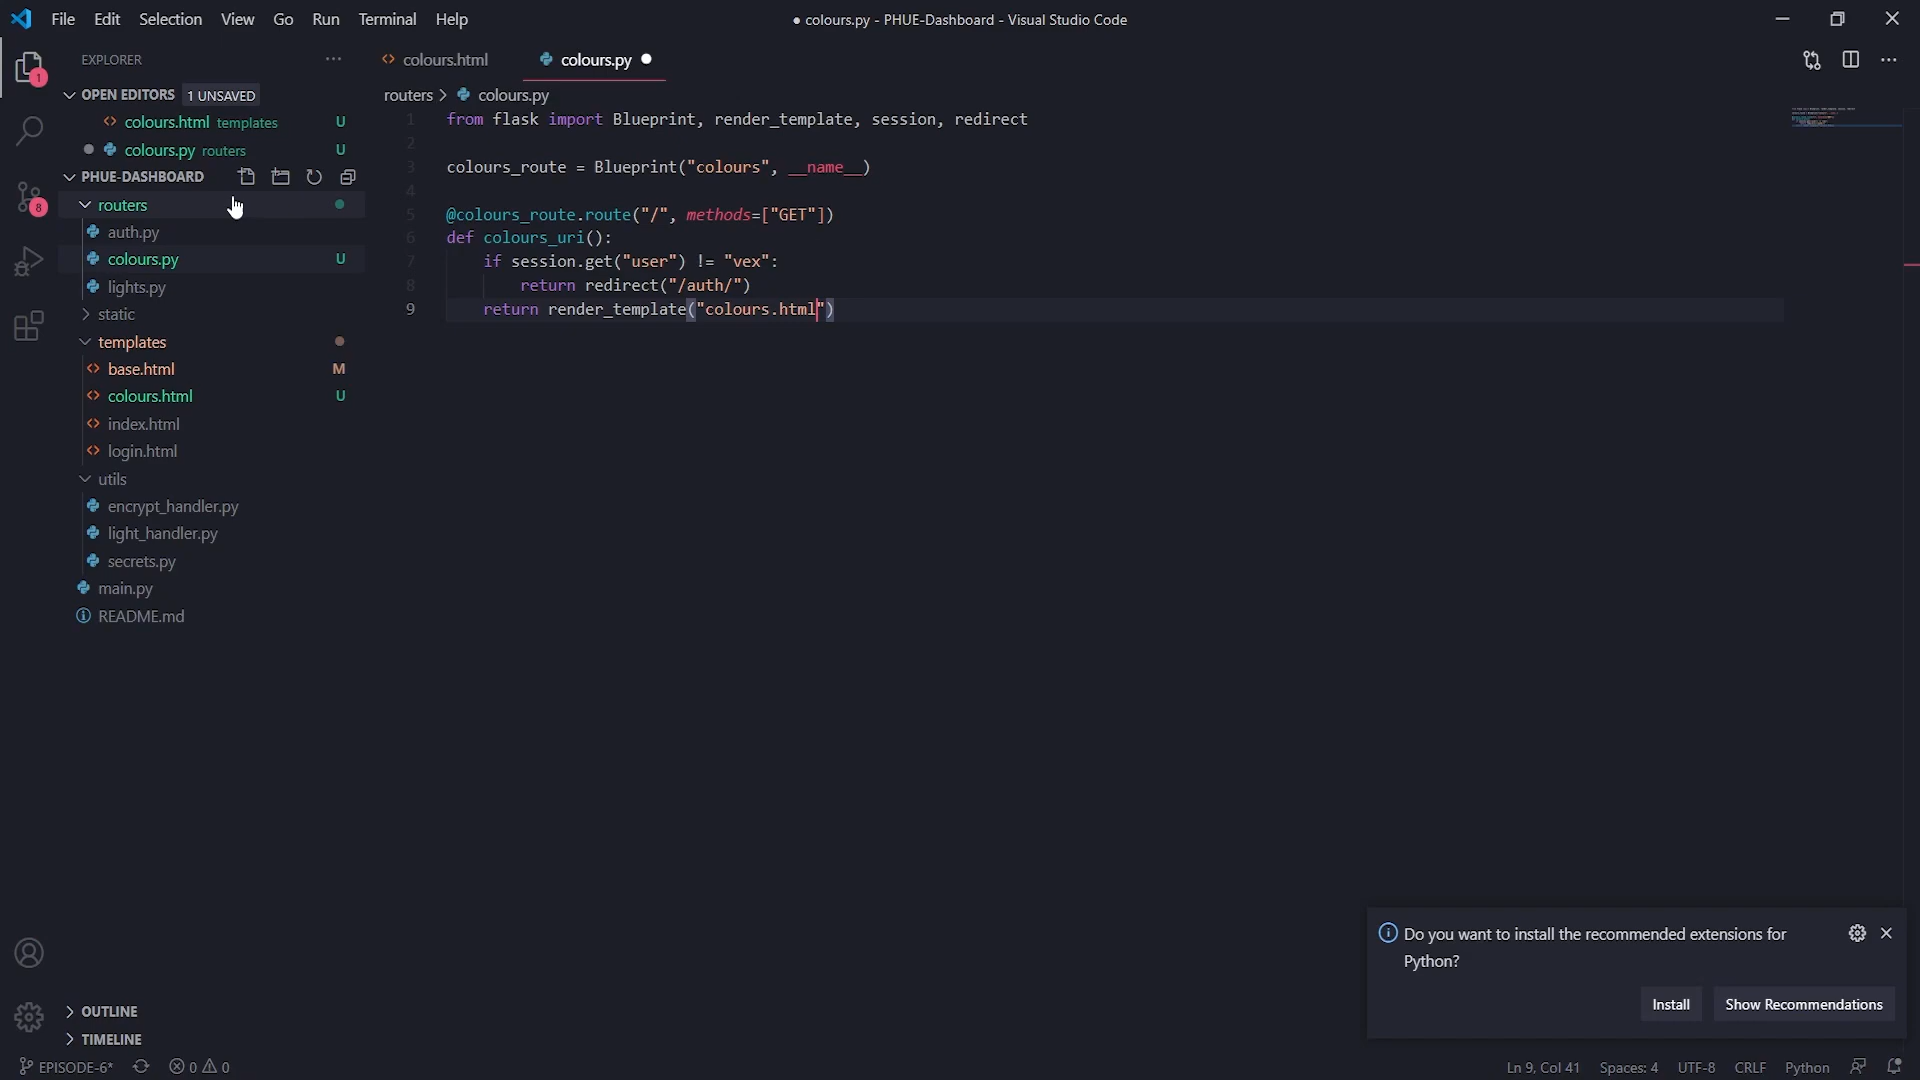 File Edit Selection View Go Run Terminal Help
● colours.py - PHUE-Dashboard - Visual Studio Code
EXPLORER
1
OPEN EDITORS 1 UNSAVED
colours.html templates U
colours.py routers U
PHUE-DASHBOARD
8
routers
auth.py
colours.py U
lights.py
static
templates
base.html M
colours.html U
index.html
login.html
utils
encrypt_handler.py
light_handler.py
secrets.py
main.py
README.md
OUTLINE
TIMELINE
colours.html
colours.py
routers > colours.py
1 from flask import Blueprint, render_template, session, redirect
2
3 colours_route = Blueprint("colours", __name__)
4
5 @colours_route.route("/", methods=["GET"])
6 def colours_uri():
7 if session.get("user") != "vex":
8 return redirect("/auth/")
9 return render_template("colours.html")
Do you want to install the recommended extensions for
Python?
Install Show Recommendations
EPISODE-6* 0 0
Ln 9, Col 41 Spaces: 4 UTF-8 CRLF Python